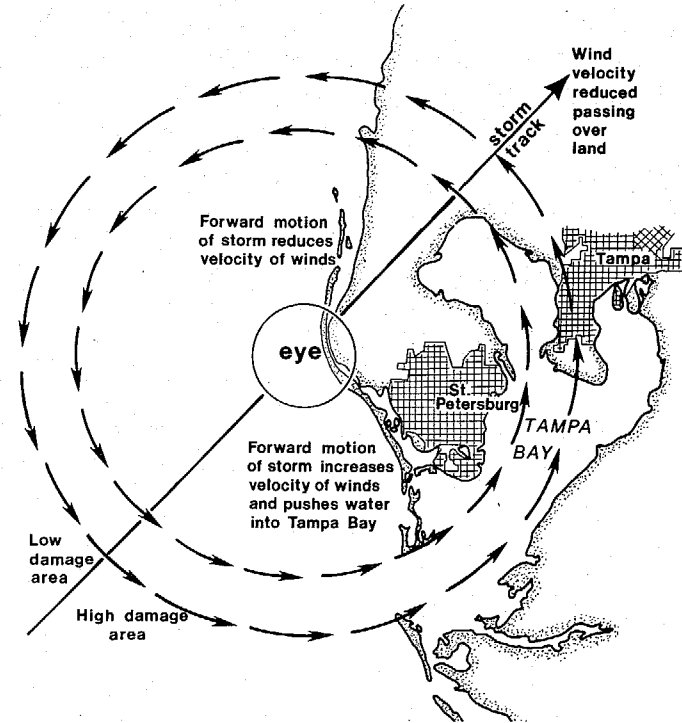 Wind
velocity
reduced
passing
over
land
storm
track
Forward motion
of storm reduces
velocity of winds
Tampa
eye
St.
Petersburg
TAMPA
BAY
Forward motion
of storm increases
velocity of winds
and pushes water
into Tampa Bay
Low
damage
area
High damage
area